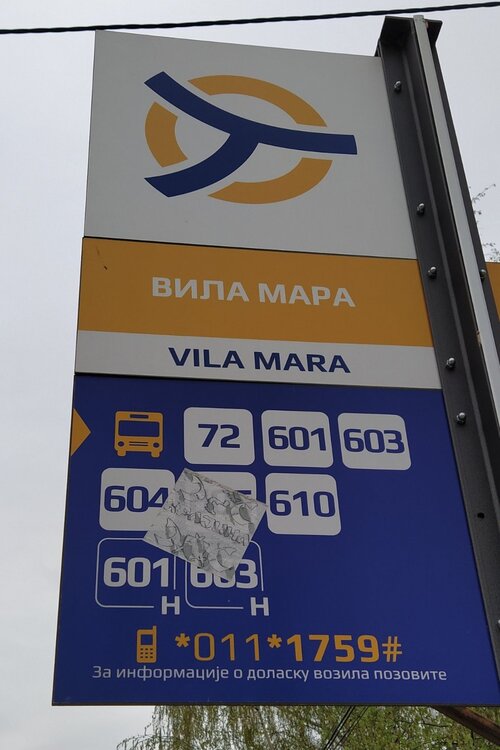 ВИЛА МАРА
VILA MARA
72 601 603
604 610
601 603
Н Н
*011*1759#
За информације о доласку возила позовите